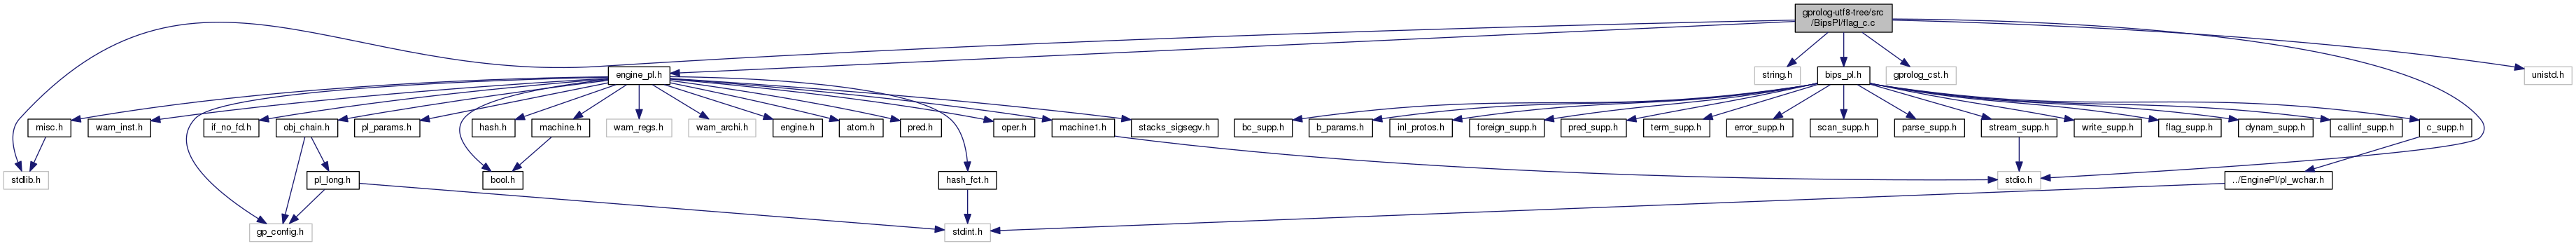 gprolog-utf8-tree/src
/BipsPl/flag_c.c
engine_pl.h
string.h
bips_pl.h
gprolog_cst.h
unistd.h
misc.h
wam_inst.h
if_no_fd.h
obj_chain.h
pl_params.h
hash.h
machine.h
wam_regs.h
wam_archi.h
engine.h
atom.h
pred.h
oper.h
machine1.h
stacks_sigsegv.h
bc_supp.h
b_params.h
inl_protos.h
foreign_supp.h
pred_supp.h
term_supp.h
error_supp.h
scan_supp.h
parse_supp.h
stream_supp.h
write_supp.h
flag_supp.h
dynam_supp.h
callinf_supp.h
c_supp.h
stdlib.h
pl_long.h
bool.h
hash_fct.h
stdio.h
../EnginePl/pl_wchar.h
gp_config.h
stdint.h